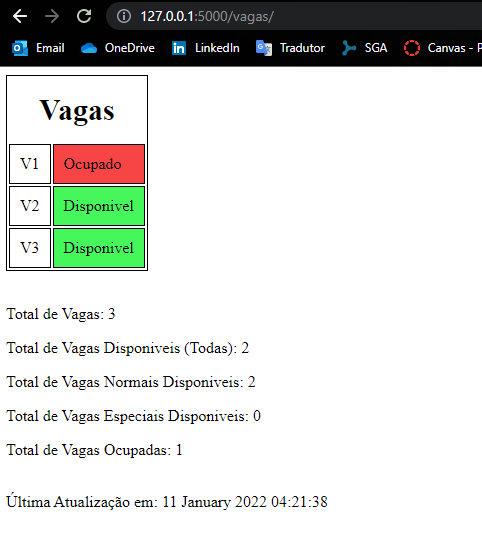 127.0.0.1:5000/vagas/
Email OneDrive LinkedIn Tradutor SGA Canvas - P
Vagas
V1 Ocupado
V2 Disponivel
V3 Disponivel
Total de Vagas: 3
Total de Vagas Disponiveis (Todas): 2
Total de Vagas Normais Disponiveis: 2
Total de Vagas Especiais Disponiveis: 0
Total de Vagas Ocupadas: 1
Última Atualização em: 11 January 2022 04:21:38